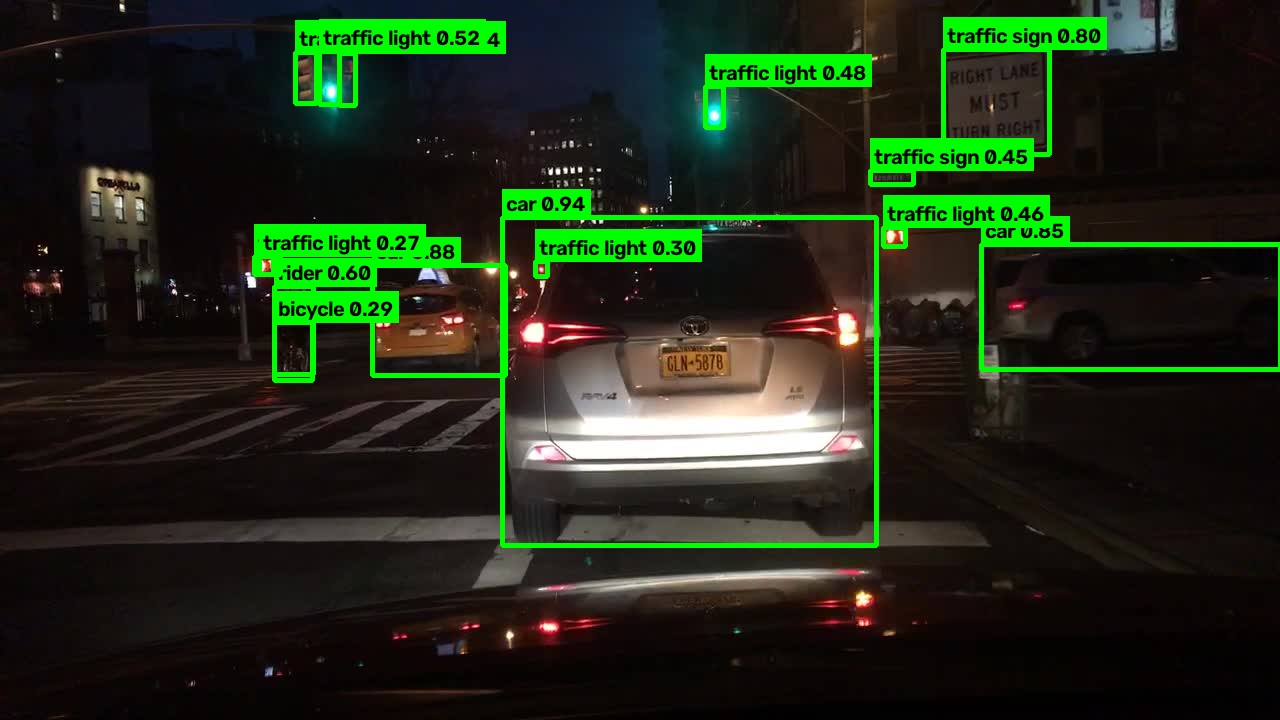 traffic light 0.52
4
traffic sign 0.80
traffic light 0.48
RIGHT LANE
MUST
TURN RIGHT
traffic sign 0.45
car 0.94
traffic light 0.46
car 0.85
traffic light 0.27
.88
traffic light 0.30
rider 0.60
bicycle 0.29
GLN 5878
RAV4